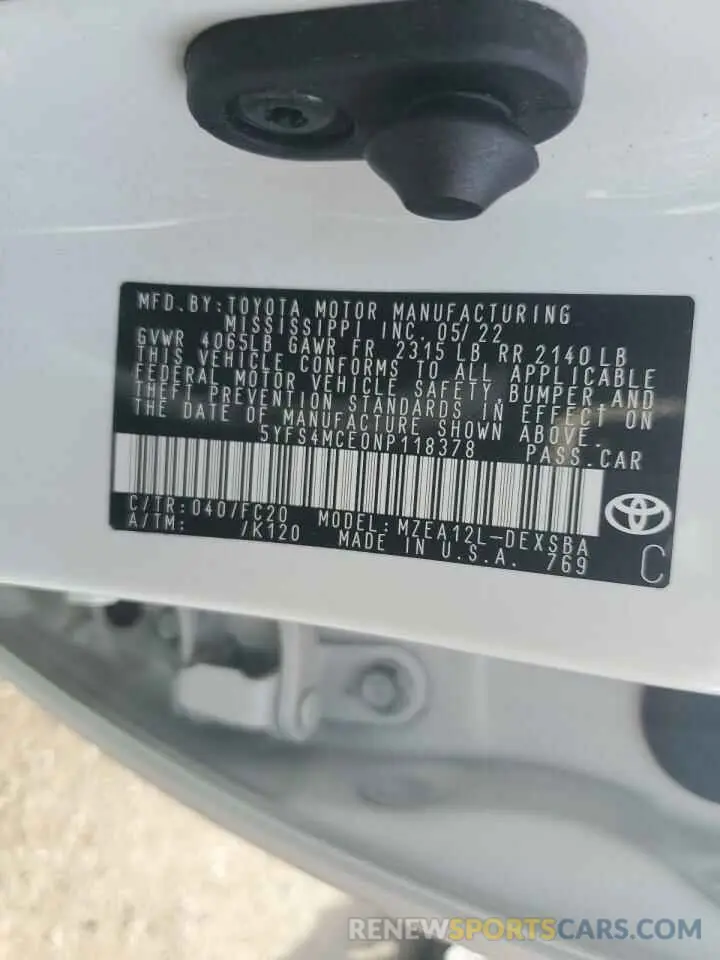 MFD.BY:TOYOTA MOTOR MANUFACTURING
MISSISSIPPI INC. 05/22
GVWR 4065LB GAWR FR 2315LB RR 2140LB
THIS VEHICLE CONFORMS TO ALL APPLICABLE
FEDERAL MOTOR VEHICLE SAFETY,BUMPER AND
THEFT PREVENTION STANDARDS IN EFFECT ON
THE DATE OF MANUFACTURE SHOWN ABOVE.
5YFS4MCE0NP118378 PASS.CAR
C/TR:040/FC20 MODEL:MZEA12L-DEXSBA
A/TM: /K120 MADE IN U.S.A. 769
C
RENEWSPORTSCARS.COM